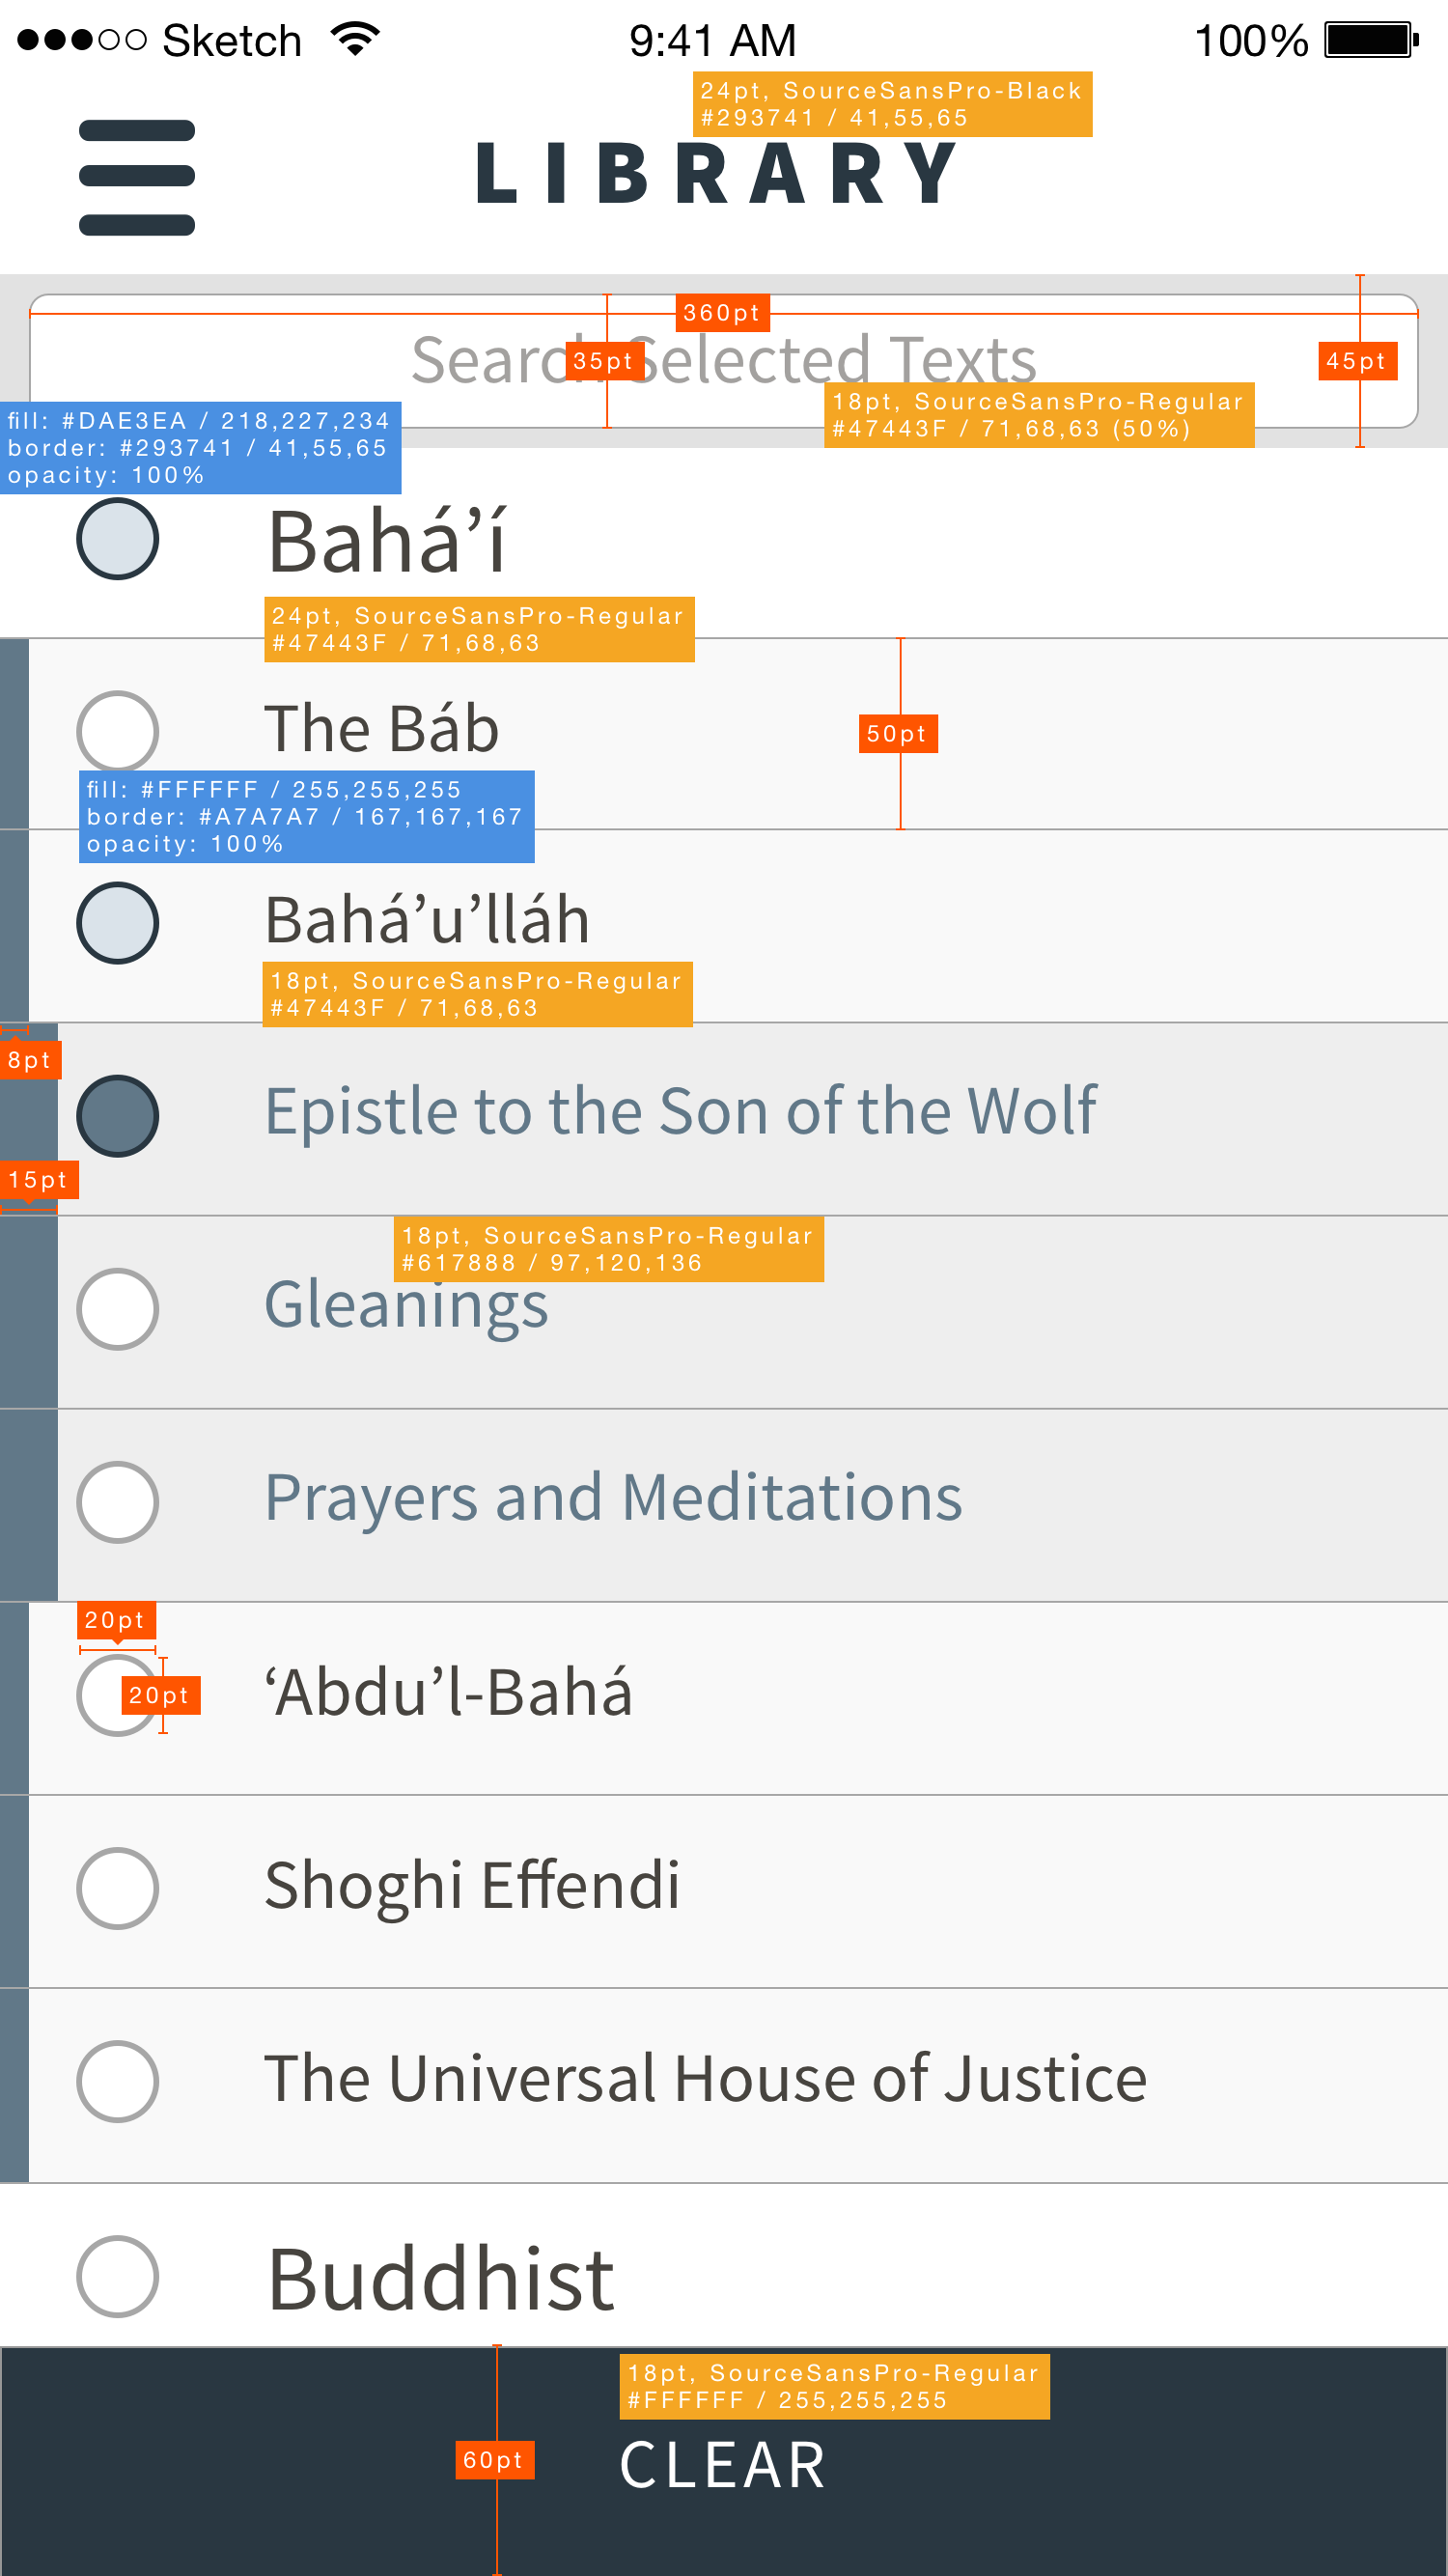 Sketch 9:41 AM 100%
24pt, SourceSansPro-Black
#293741 / 41,55,65
LIBRARY
360pt
Search Selected Texts
35pt
45pt
18pt, SourceSansPro-Regular
#47443F / 71,68,63 (50%)
fill: #DAE3EA / 218,227,234
border: #293741 / 41,55,65
opacity: 100%
Bahá’í
24pt, SourceSansPro-Regular
#47443F / 71,68,63
The Báb
50pt
fill: #FFFFFF / 255,255,255
border: #A7A7A7 / 167,167,167
opacity: 100%
Bahá’u’lláh
18pt, SourceSansPro-Regular
#47443F / 71,68,63
8pt
Epistle to the Son of the Wolf
15pt
18pt, SourceSansPro-Regular
#617888 / 97,120,136
Gleanings
Prayers and Meditations
20pt
20pt
‘Abdu’l-Bahá
Shoghi Effendi
The Universal House of Justice
Buddhist
18pt, SourceSansPro-Regular
#FFFFFF / 255,255,255
60pt
CLEAR